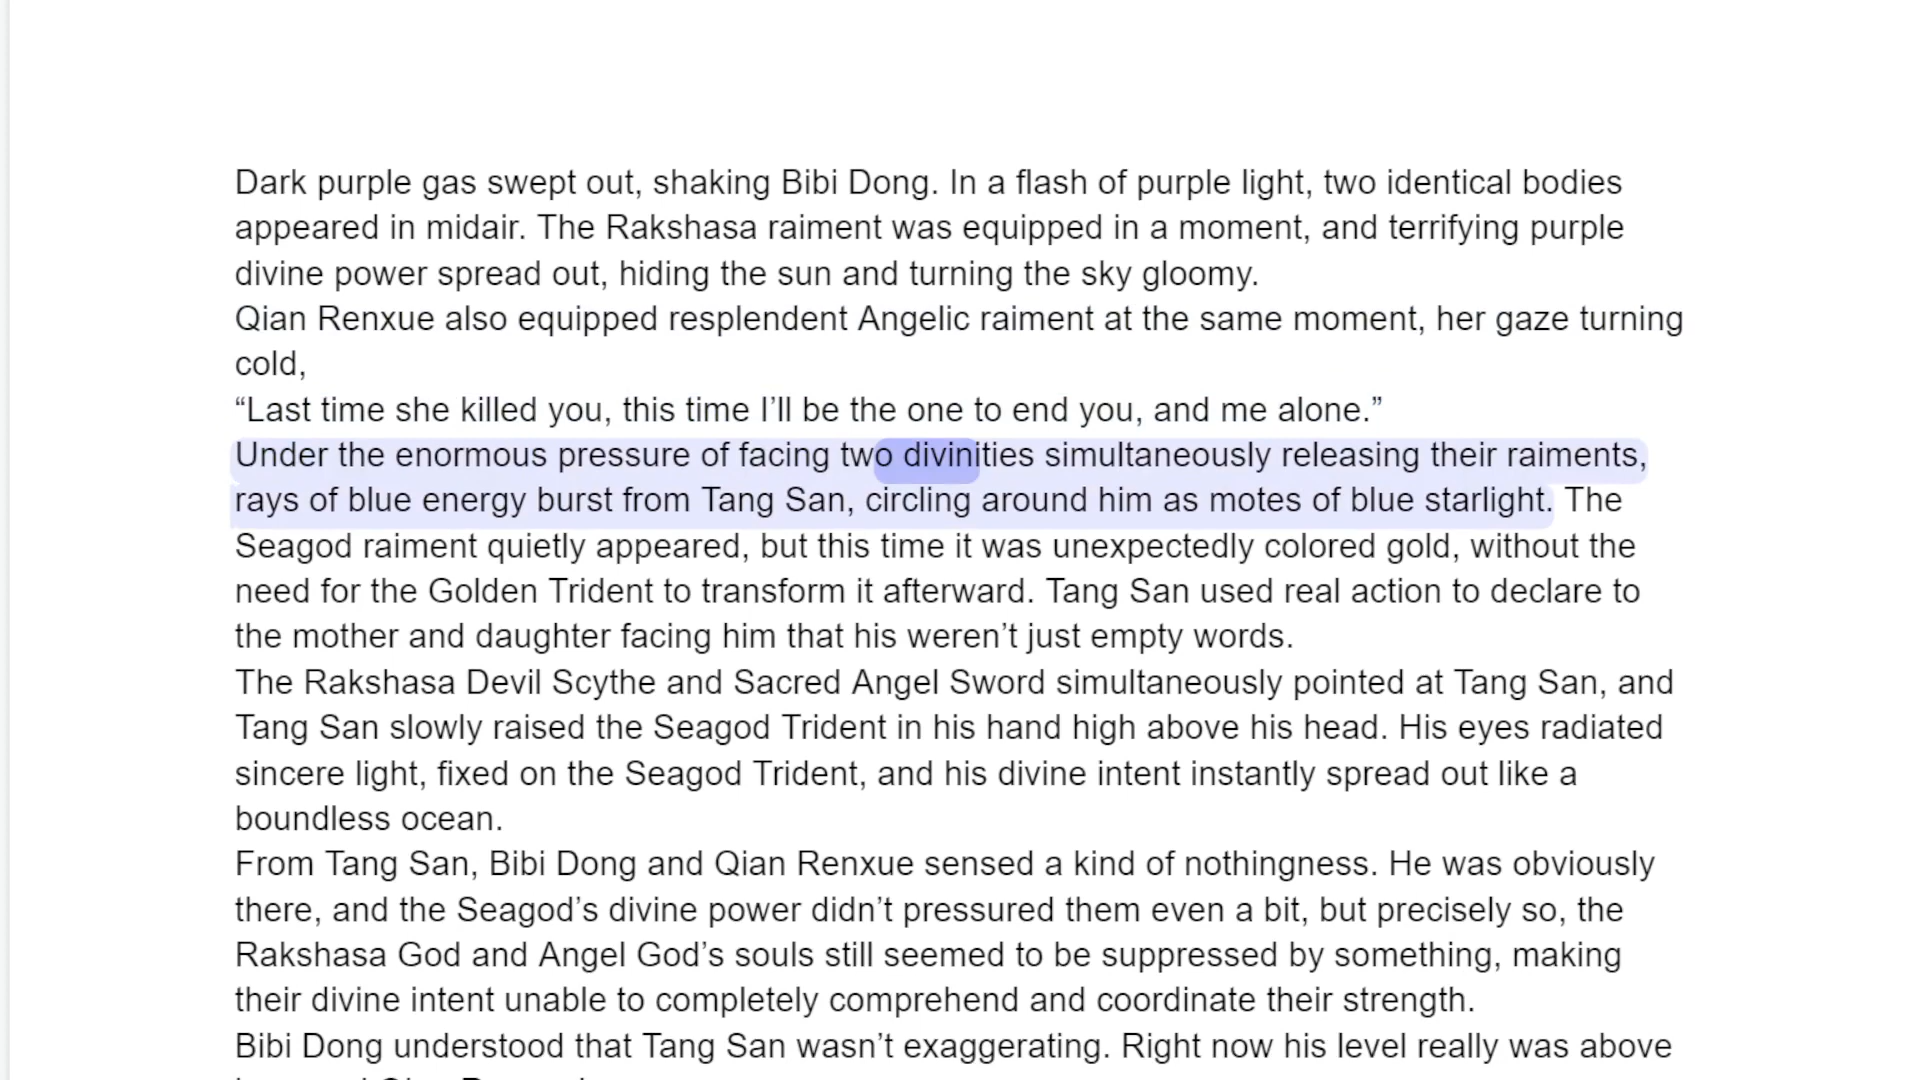 Dark purple gas swept out, shaking Bibi Dong. In a flash of purple light, two identical bodies
appeared in midair. The Rakshasa raiment was equipped in a moment, and terrifying purple
divine power spread out, hiding the sun and turning the sky gloomy.
Qian Renxue also equipped resplendent Angelic raiment at the same moment, her gaze turning
cold,
“Last time she killed you, this time I’ll be the one to end you, and me alone.”
Under the enormous pressure of facing two divinities simultaneously releasing their raiments,
rays of blue energy burst from Tang San, circling around him as motes of blue starlight. The
Seagod raiment quietly appeared, but this time it was unexpectedly colored gold, without the
need for the Golden Trident to transform it afterward. Tang San used real action to declare to
the mother and daughter facing him that his weren’t just empty words.
The Rakshasa Devil Scythe and Sacred Angel Sword simultaneously pointed at Tang San, and
Tang San slowly raised the Seagod Trident in his hand high above his head. His eyes radiated
sincere light, fixed on the Seagod Trident, and his divine intent instantly spread out like a
boundless ocean.
From Tang San, Bibi Dong and Qian Renxue sensed a kind of nothingness. He was obviously
there, and the Seagod’s divine power didn’t pressured them even a bit, but precisely so, the
Rakshasa God and Angel God’s souls still seemed to be suppressed by something, making
their divine intent unable to completely comprehend and coordinate their strength.
Bibi Dong understood that Tang San wasn’t exaggerating. Right now his level really was above